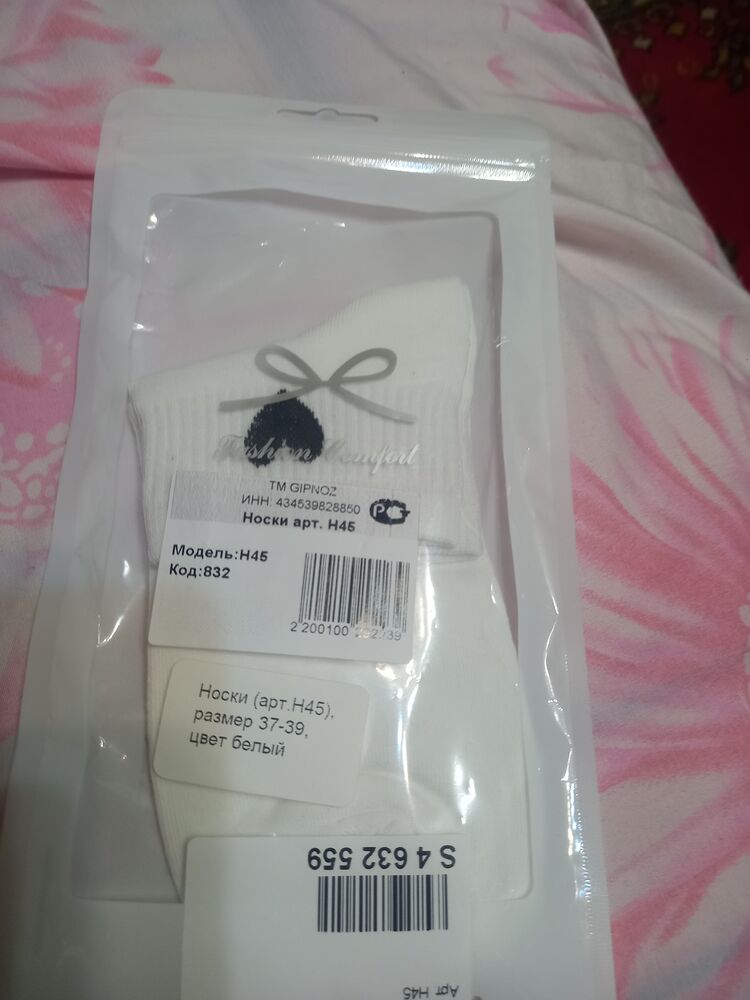 Fashion Comfort
TM GIPNOZ
ИНН: 434539828850
Носки арт. Н45
РСТ
Модель:Н45
Код:832
2 200100
Носки (арт.Н45),
размер 37-39,
цвет белый
S 4 632 559
Арт Н45